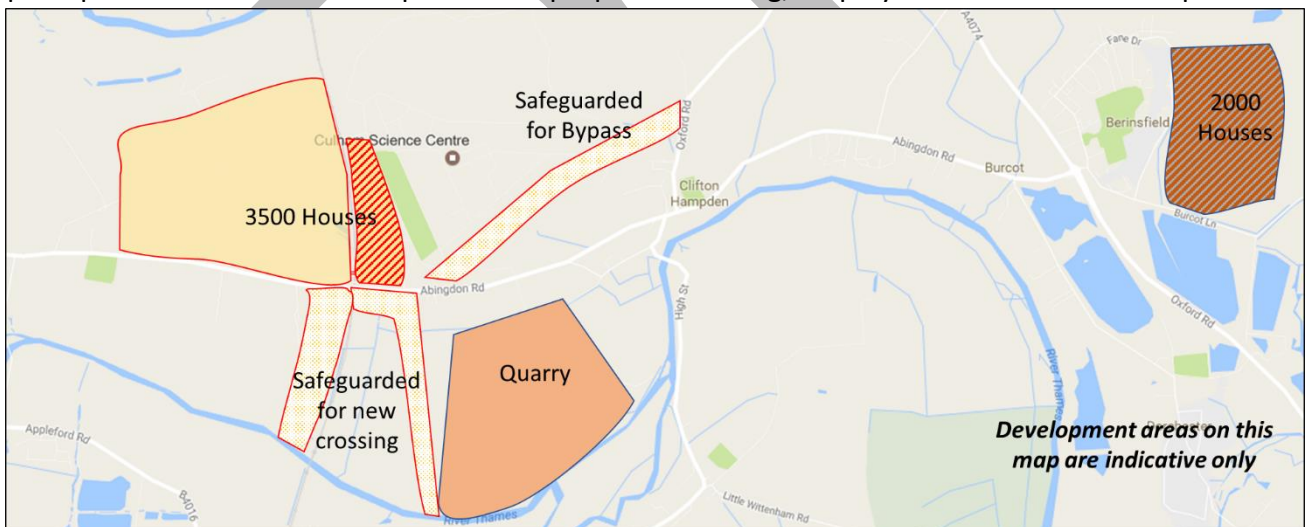 A4074
Fane Dr
Safeguarded
for Bypass
2000
Houses
Culham Science Centre
Oxford Rd
Berinsfield
Abingdon Rd
Burcot
Clifton
Hampden
3500 Houses
Burcot Ln
Abingdon Rd
High St
Oxford Rd
Quarry
Safeguarded
for new
crossing
River Thames
Appleford Rd
Development areas on this
map are indicative only
B4016
Little Wittenham Rd
River Thames